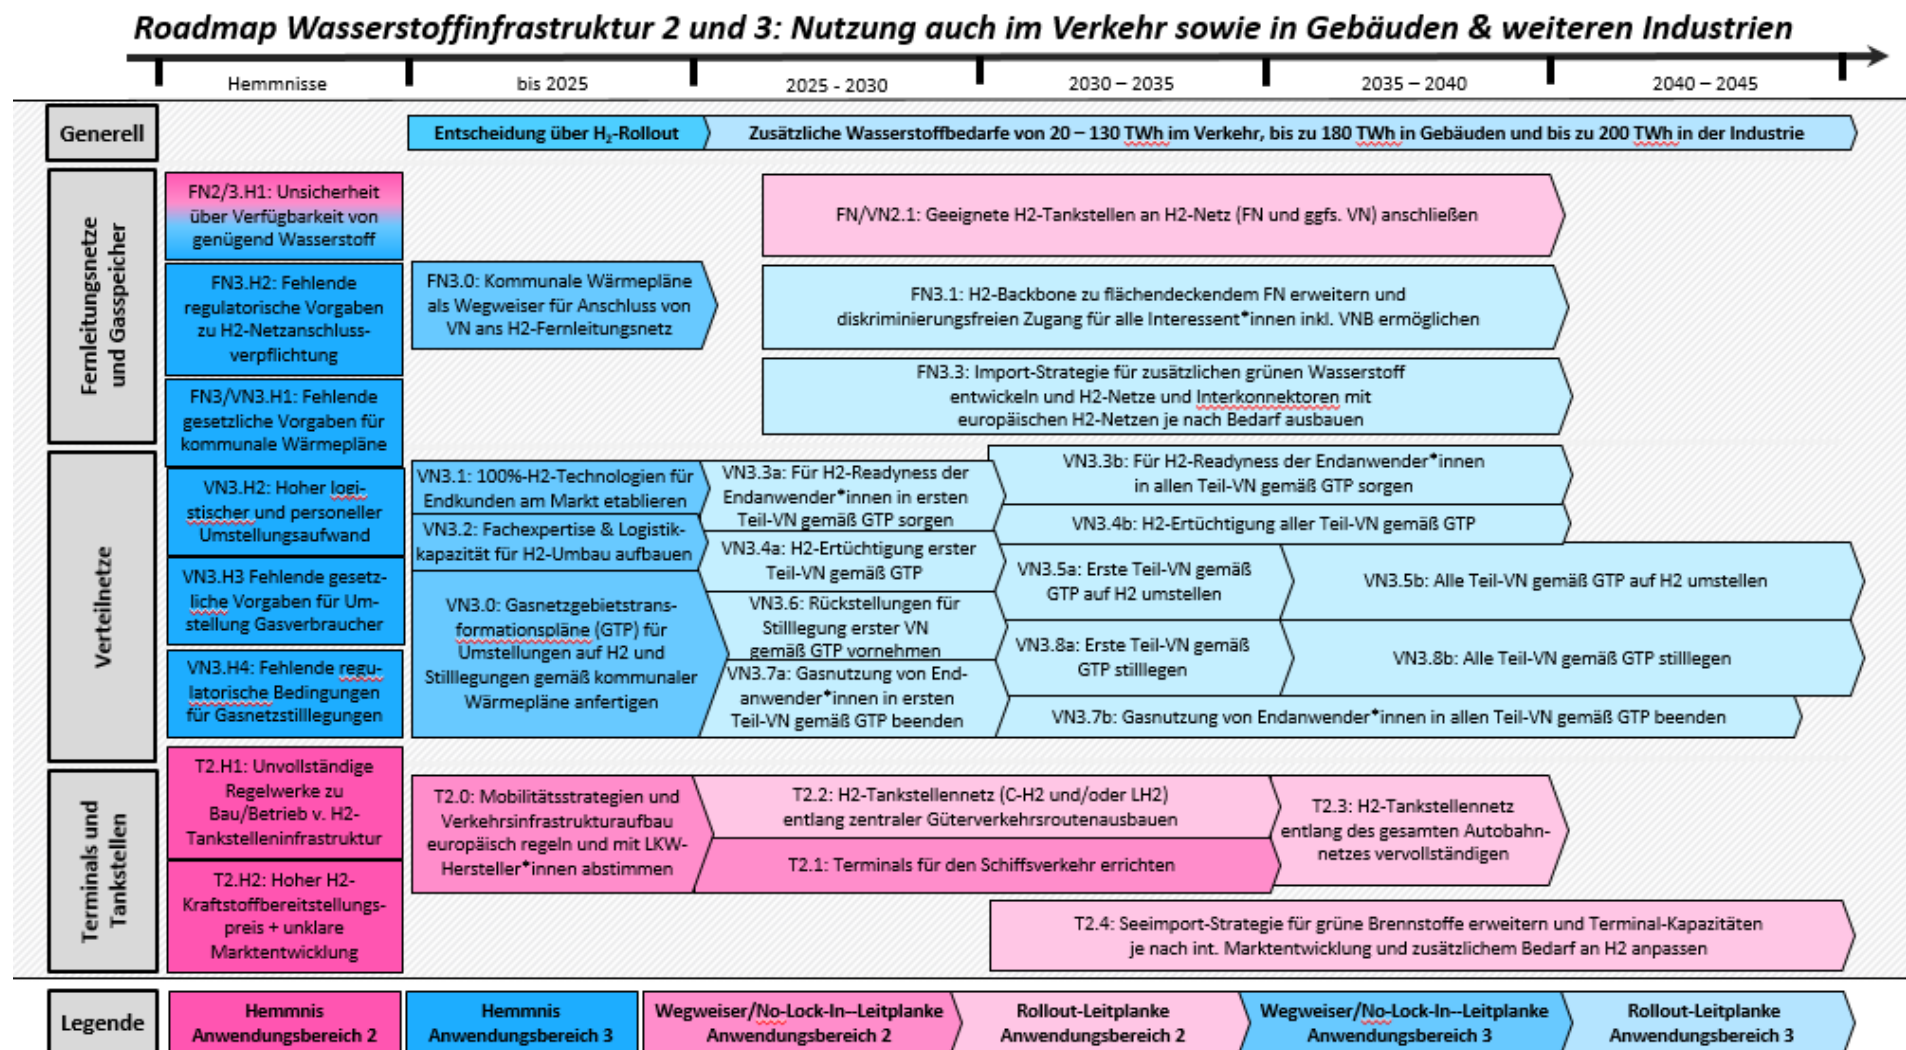 Roadmap Wasserstoffinfrastruktur 2 und 3: Nutzung auch im Verkehr sowie in Gebäuden & weiteren Industrien
Hemmnisse
bis 2025
2025 - 2030
2030 – 2035
2035 – 2040
2040 – 2045
Generell
Entscheidung über H₂-Rollout
Zusätzliche Wasserstoffbedarfe von 20 – 130 TWh im Verkehr, bis zu 180 TWh in Gebäuden und bis zu 200 TWh in der Industrie
Fernleitungsnetze
und Gasspeicher
FN2/3.H1: Unsicherheit
über Verfügbarkeit von
genügend Wasserstoff
FN3.H2: Fehlende
regulatorische Vorgaben
zu H2-Netzanschluss-
verpflichtung
FN3/VN3.H1: Fehlende
gesetzliche Vorgaben für
kommunale Wärmepläne
FN3.0: Kommunale Wärmepläne
als Wegweiser für Anschluss von
VN ans H2-Fernleitungsnetz
FN/VN2.1: Geeignete H2-Tankstellen an H2-Netz (FN und ggfs. VN) anschließen
FN3.1: H2-Backbone zu flächendeckendem FN erweitern und
diskriminierungsfreien Zugang für alle Interessent*innen inkl. VNB ermöglichen
FN3.3: Import-Strategie für zusätzlichen grünen Wasserstoff
entwickeln und H2-Netze und Interkonnektoren mit
europäischen H2-Netzen je nach Bedarf ausbauen
Verteilnetze
VN3.H2: Hoher logi-
stischer und personeller
Umstellungsaufwand
VN3.H3 Fehlende gesetz-
liche Vorgaben für Um-
stellung Gasverbraucher
VN3.H4: Fehlende regu-
latorische Bedingungen
für Gasnetzstilllegungen
VN3.1: 100%-H2-Technologien für
Endkunden am Markt etablieren
VN3.2: Fachexpertise & Logistik-
kapazität für H2-Umbau aufbauen
VN3.0: Gasnetzgebietstrans-
formationspläne (GTP) für
Umstellungen auf H2 und
Stilllegungen gemäß kommunaler
Wärmepläne anfertigen
VN3.3a: Für H2-Readyness der
Endanwender*innen in ersten
Teil-VN gemäß GTP sorgen
VN3.4a: H2-Ertüchtigung erster
Teil-VN gemäß GTP
VN3.6: Rückstellungen für
Stilllegung erster VN
gemäß GTP vornehmen
VN3.7a: Gasnutzung von End-
anwender*innen in ersten
Teil-VN gemäß GTP beenden
VN3.3b: Für H2-Readyness der Endanwender*innen
in allen Teil-VN gemäß GTP sorgen
VN3.4b: H2-Ertüchtigung aller Teil-VN gemäß GTP
VN3.5a: Erste Teil-VN gemäß
GTP auf H2 umstellen
VN3.5b: Alle Teil-VN gemäß GTP auf H2 umstellen
VN3.8a: Erste Teil-VN gemäß
GTP stilllegen
VN3.8b: Alle Teil-VN gemäß GTP stilllegen
VN3.7b: Gasnutzung von Endanwender*innen in allen Teil-VN gemäß GTP beenden
Terminals und
Tankstellen
T2.H1: Unvollständige
Regelwerke zu
Bau/Betrieb v. H2-
Tankstelleninfrastruktur
T2.H2: Hoher H2-
Kraftstoffbereitstellungs-
preis + unklare
Marktentwicklung
T2.0: Mobilitätsstrategien und
Verkehrsinfrastrukturaufbau
europäisch regeln und mit LKW-
Hersteller*innen abstimmen
T2.2: H2-Tankstellennetz (C-H2 und/oder LH2)
entlang zentraler Güterverkehrsroutenausbauen
T2.1: Terminals für den Schiffsverkehr errichten
T2.3: H2-Tankstellennetz
entlang des gesamten Autobahn-
netzes vervollständigen
T2.4: Seeimport-Strategie für grüne Brennstoffe erweitern und Terminal-Kapazitäten
je nach int. Marktentwicklung und zusätzlichem Bedarf an H2 anpassen
Legende
Hemmnis
Anwendungsbereich 2
Hemmnis
Anwendungsbereich 3
Wegweiser/No-Lock-In--Leitplanke
Anwendungsbereich 2
Rollout-Leitplanke
Anwendungsbereich 2
Wegweiser/No-Lock-In--Leitplanke
Anwendungsbereich 3
Rollout-Leitplanke
Anwendungsbereich 3